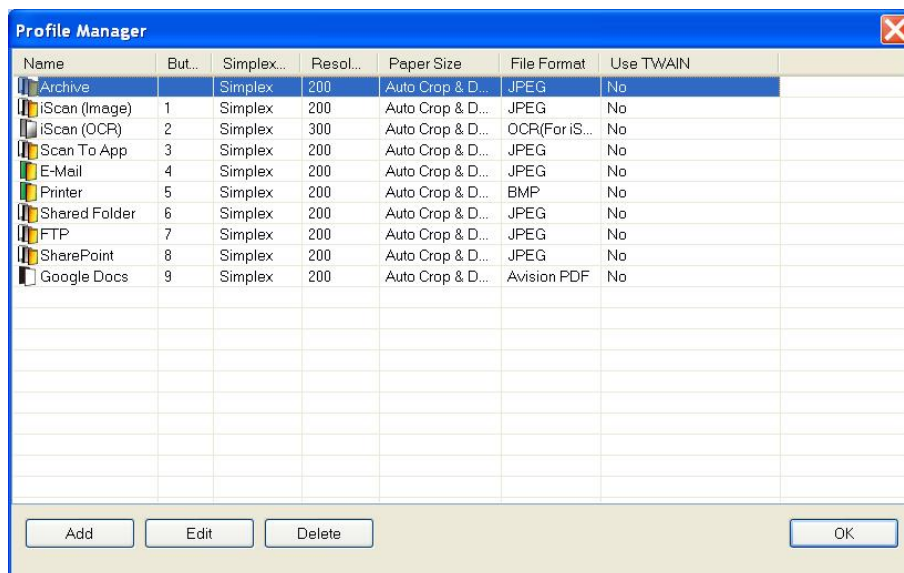 Profile Manager
Name But... Simplex... Resol... Paper Size File Format Use TWAIN
Archive Simplex 200 Auto Crop & D... JPEG No
iScan (Image) 1 Simplex 200 Auto Crop & D... JPEG No
iScan (OCR) 2 Simplex 300 Auto Crop & D... OCR(For iS... No
Scan To App 3 Simplex 200 Auto Crop & D... JPEG No
E-Mail 4 Simplex 200 Auto Crop & D... JPEG No
Printer 5 Simplex 200 Auto Crop & D... BMP No
Shared Folder 6 Simplex 200 Auto Crop & D... JPEG No
FTP 7 Simplex 200 Auto Crop & D... JPEG No
SharePoint 8 Simplex 200 Auto Crop & D... JPEG No
Google Docs 9 Simplex 200 Auto Crop & D... Avision PDF No
Add Edit Delete OK